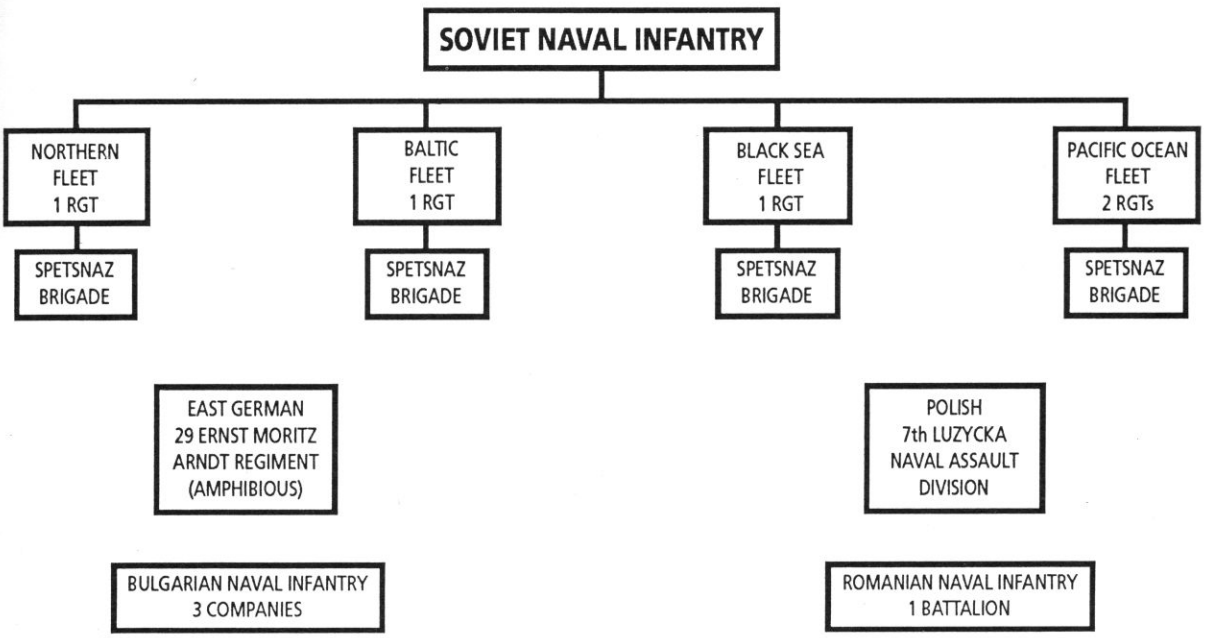 SOVIET NAVAL INFANTRY
NORTHERN
FLEET
1 RGT
BALTIC
FLEET
1 RGT
BLACK SEA
FLEET
1 RGT
PACIFIC OCEAN
FLEET
2 RGTs
SPETSNAZ
BRIGADE
SPETSNAZ
BRIGADE
SPETSNAZ
BRIGADE
SPETSNAZ
BRIGADE
EAST GERMAN
29 ERNST MORITZ
ARNDT REGIMENT
(AMPHIBIOUS)
POLISH
7th LUZYCKA
NAVAL ASSAULT
DIVISION
BULGARIAN NAVAL INFANTRY
3 COMPANIES
ROMANIAN NAVAL INFANTRY
1 BATTALION